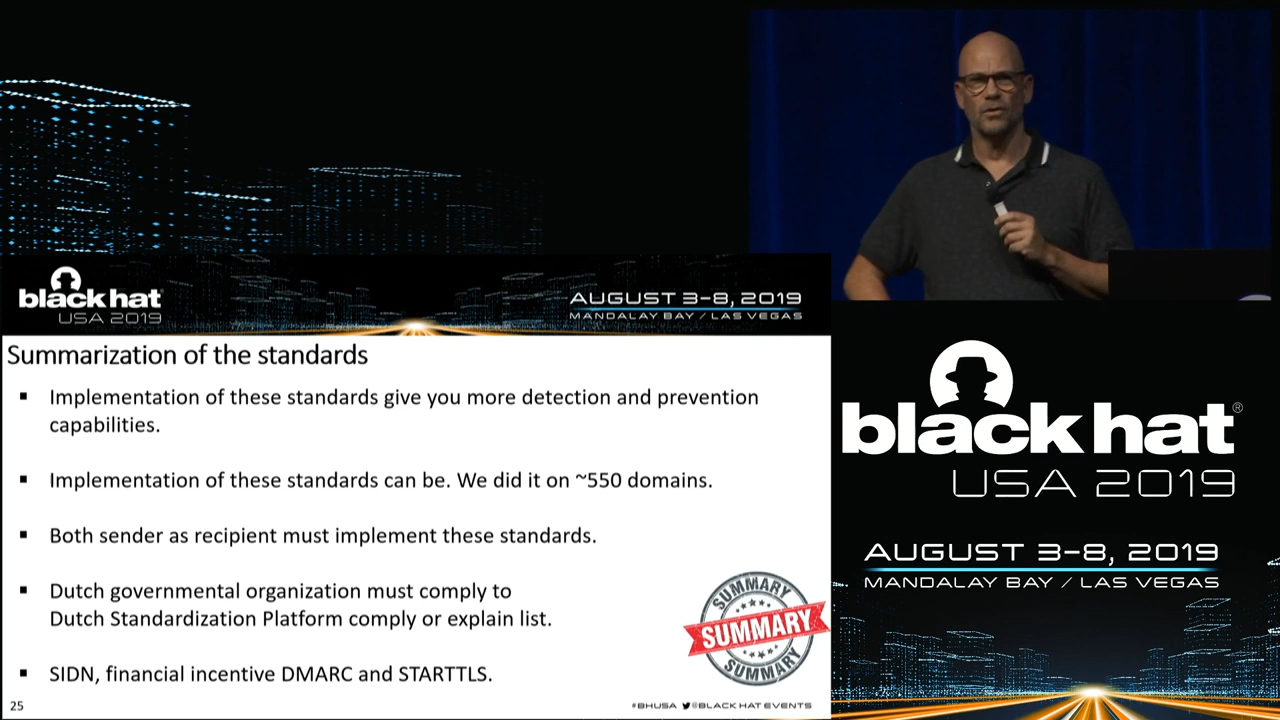 black hat
USA 2019
AUGUST 3-8, 2019
MANDALAY BAY / LAS VEGAS
Summarization of the standards
▪ Implementation of these standards give you more detection and prevention
capabilities.
▪ Implementation of these standards can be. We did it on ~550 domains.
▪ Both sender as recipient must implement these standards.
▪ Dutch governmental organization must comply to
Dutch Standardization Platform comply or explain list.
▪ SIDN, financial incentive DMARC and STARTTLS.
SUMMARY
SUMMARY
SUMMARY
25
#BHUSA @BLACKHATEVENTS
black hat®
USA 2019
AUGUST 3-8, 2019
MANDALAY BAY / LAS VEGAS